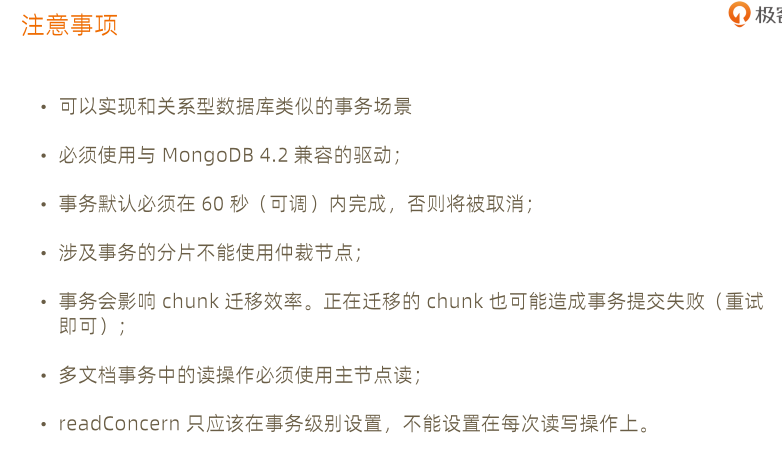 注意事项
极客
• 可以实现和关系型数据库类似的事务场景
• 必须使用与 MongoDB 4.2 兼容的驱动；
• 事务默认必须在 60 秒（可调）内完成，否则将被取消；
• 涉及事务的分片不能使用仲裁节点；
• 事务会影响 chunk 迁移效率。正在迁移的 chunk 也可能造成事务提交失败（重试
即可）；
• 多文档事务中的读操作必须使用主节点读；
• readConcern 只应该在事务级别设置，不能设置在每次读写操作上。